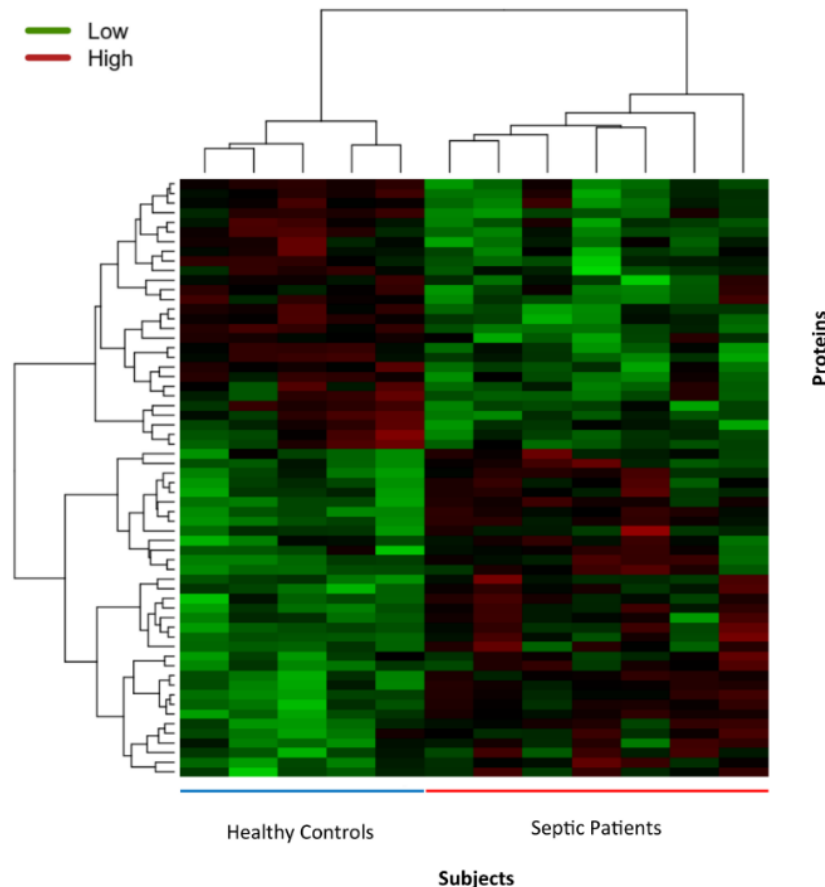 Low
High
Proteins
Healthy Controls
Septic Patients
Subjects